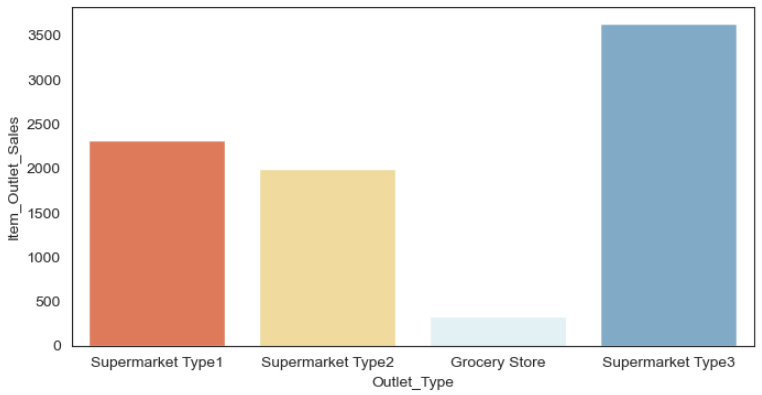 3500
3000
2500
2000
1500
1000
500
0
Item_Outlet_Sales
Supermarket Type1 Supermarket Type2 Grocery Store Supermarket Type3
Outlet_Type